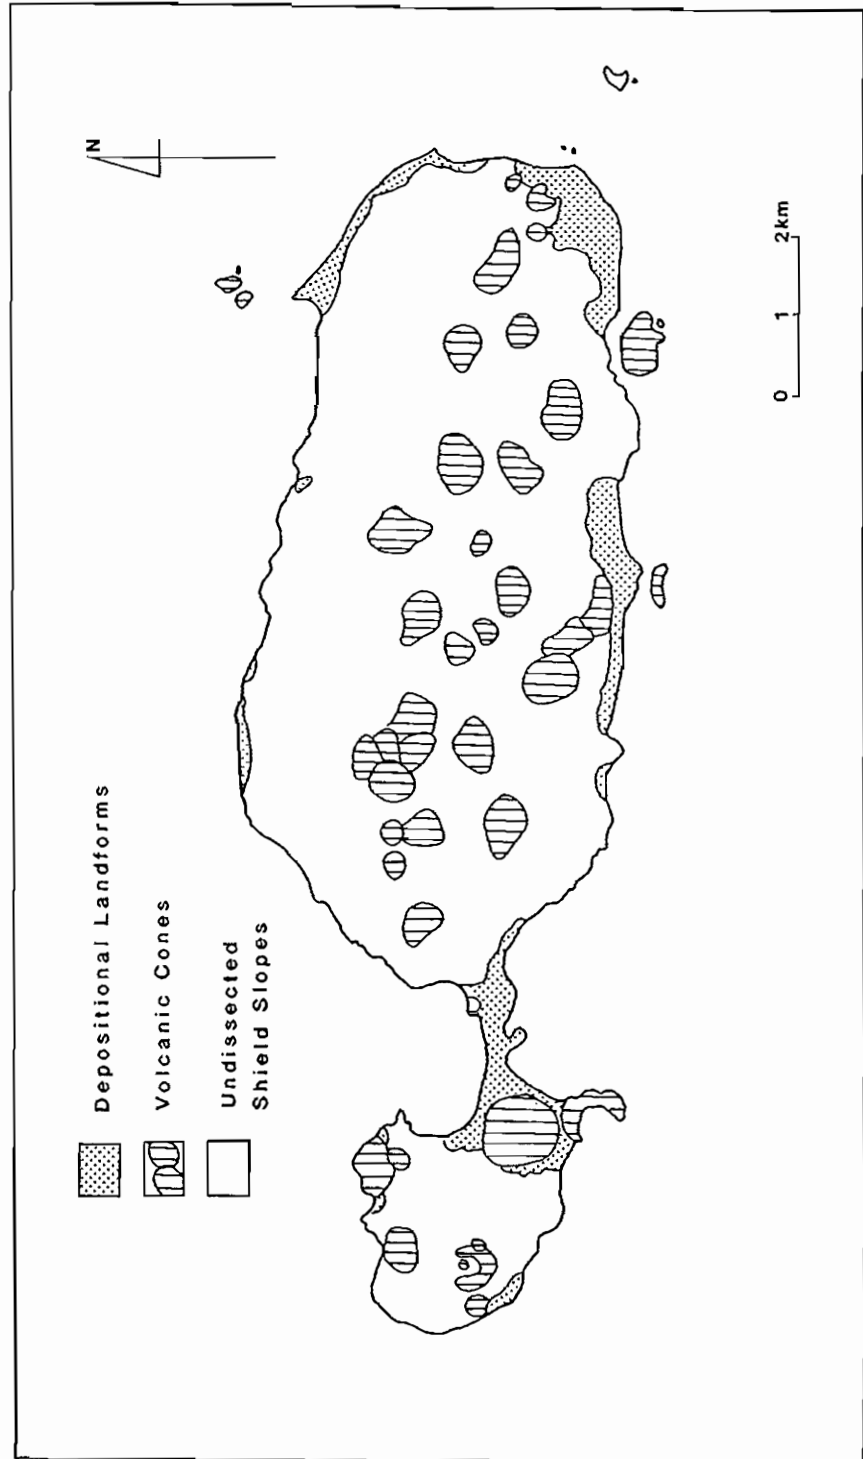 N
Depositional Landforms
Volcanic Cones
Undissected
Shield Slopes
0 1 2km